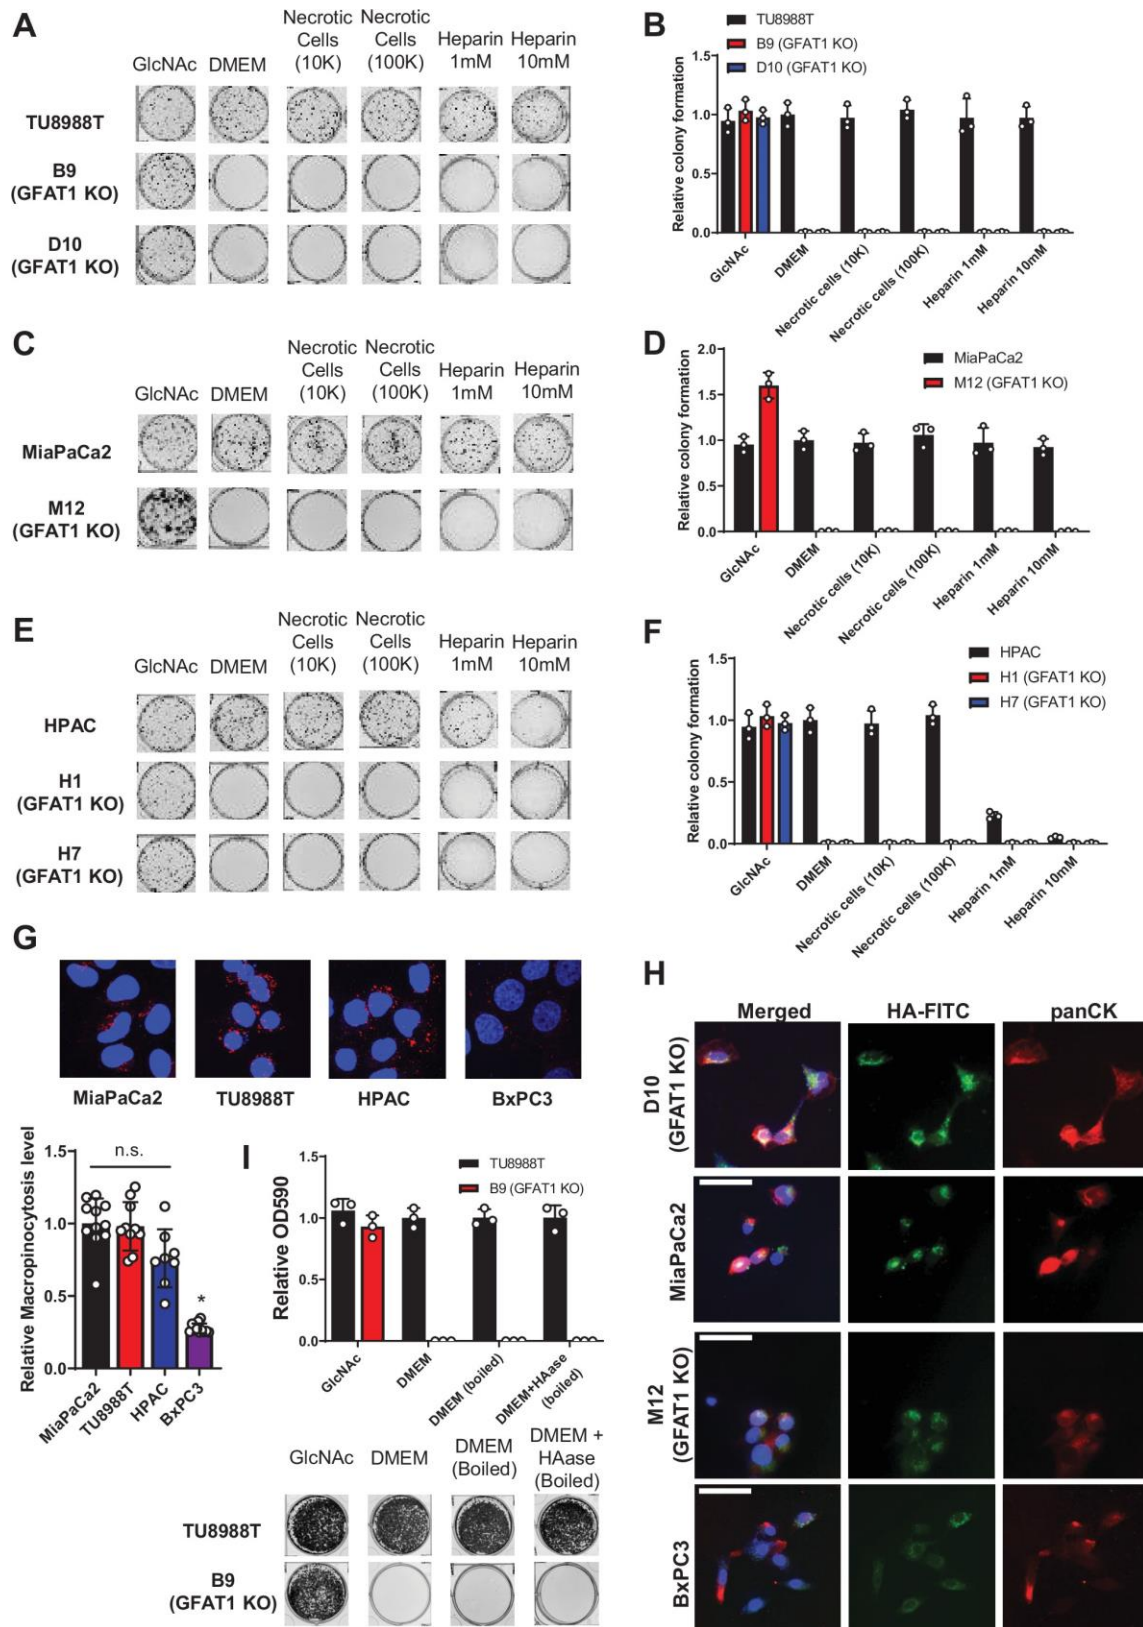 A
GlcNAc DMEM Necrotic Cells (10K) Necrotic Cells (100K) Heparin 1mM Heparin 10mM
TU8988T
B9
(GFAT1 KO)
D10
(GFAT1 KO)
B
TU8988T
B9 (GFAT1 KO)
D10 (GFAT1 KO)
Relative colony formation
1.5
1.0
0.5
0.0
GlcNAc
DMEM
Necrotic cells (10K)
Necrotic cells (100K)
Heparin 1mM
Heparin 10mM
C
GlcNAc DMEM Necrotic Cells (10K) Necrotic Cells (100K) Heparin 1mM Heparin 10mM
MiaPaCa2
M12
(GFAT1 KO)
D
MiaPaCa2
M12 (GFAT1 KO)
Relative colony formation
2.0
1.5
1.0
0.5
0.0
GlcNAc
DMEM
Necrotic cells (10K)
Necrotic cells (100K)
Heparin 1mM
Heparin 10mM
E
GlcNAc DMEM Necrotic Cells (10K) Necrotic Cells (100K) Heparin 1mM Heparin 10mM
HPAC
H1
(GFAT1 KO)
H7
(GFAT1 KO)
F
HPAC
H1 (GFAT1 KO)
H7 (GFAT1 KO)
Relative colony formation
1.5
1.0
0.5
0.0
GlcNAc
DMEM
Necrotic cells (10K)
Necrotic cells (100K)
Heparin 1mM
Heparin 10mM
G
MiaPaCa2 TU8988T HPAC BxPC3
Relative Macropinocytosis level
1.5
1.0
0.5
0.0
n.s.
*
MiaPaCa2
TU8988T
HPAC
BxPC3
H
Merged HA-FITC panCK
D10
(GFAT1 KO)
MiaPaCa2
M12
(GFAT1 KO)
BxPC3
I
TU8988T
B9 (GFAT1 KO)
Relative OD590
1.5
1.0
0.5
0.0
GlcNAc
DMEM
DMEM (boiled)
DMEM+HAase
(boiled)
GlcNAc DMEM DMEM (Boiled) DMEM + HAase (Boiled)
TU8988T
B9
(GFAT1 KO)